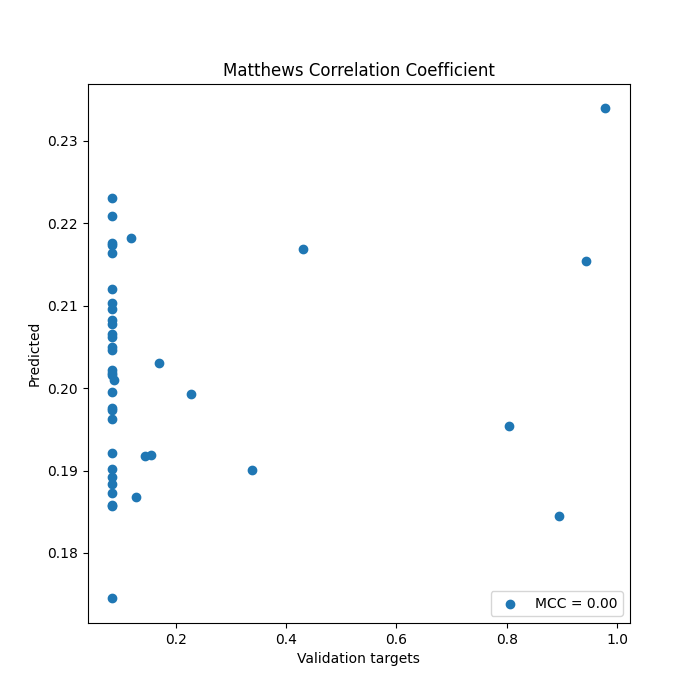 Matthews Correlation Coefficient
0.23
0.22
0.21
0.20
0.19
0.18
Predicted
MCC = 0.00
0.2 0.4 0.6 0.8 1.0
Validation targets